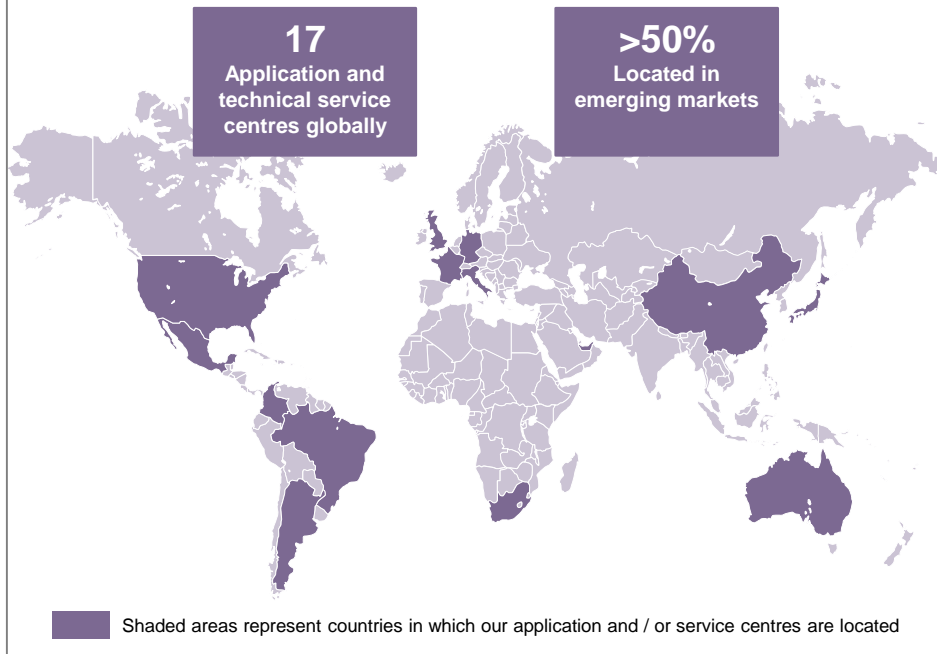 17
Application and
technical service
centres globally
>50%
Located in
emerging markets
Shaded areas represent countries in which our application and / or service centres are located